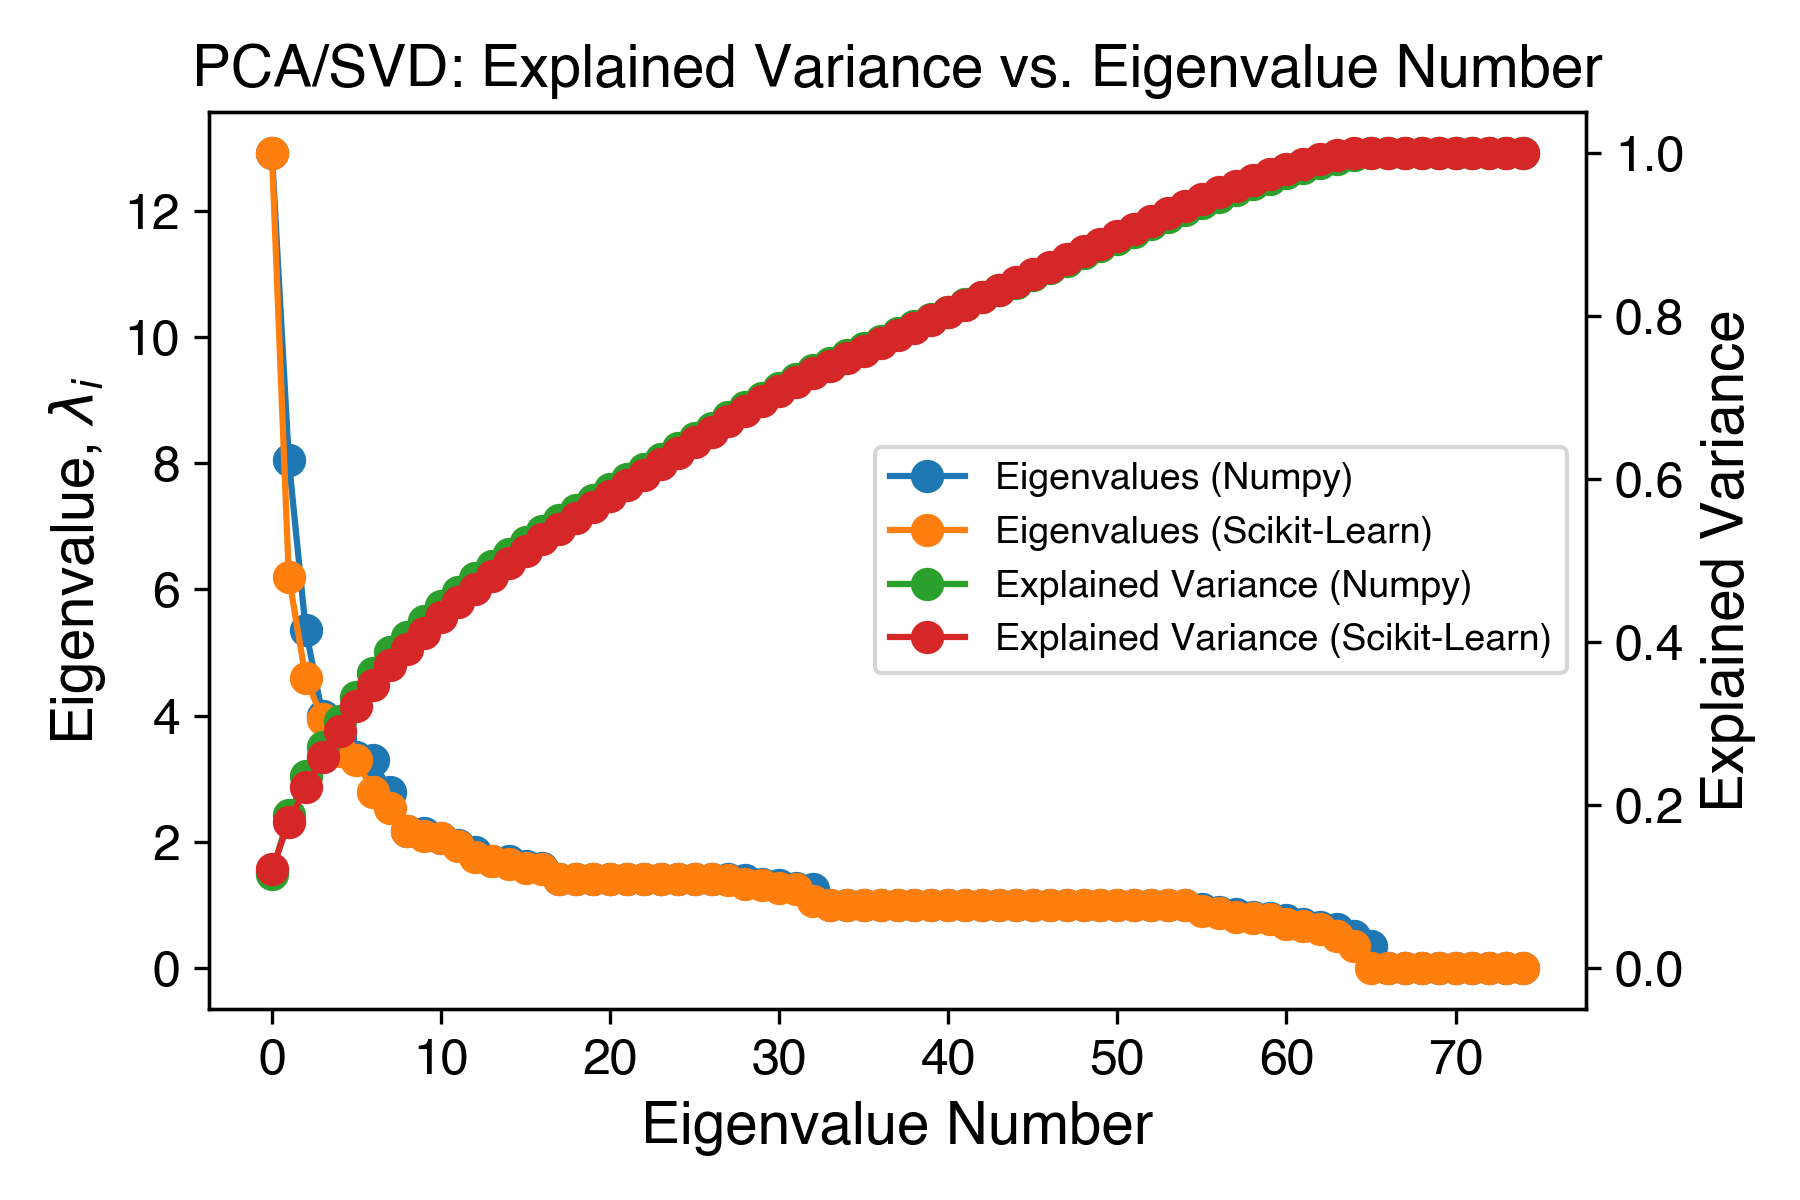 PCA/SVD: Explained Variance vs. Eigenvalue Number
Eigenvalue, λi
12
10
8
6
4
2
0
1.0
0.8
0.6
0.4
0.2
0.0
Explained Variance
Eigenvalues (Numpy)
Eigenvalues (Scikit-Learn)
Explained Variance (Numpy)
Explained Variance (Scikit-Learn)
0 10 20 30 40 50 60 70
Eigenvalue Number